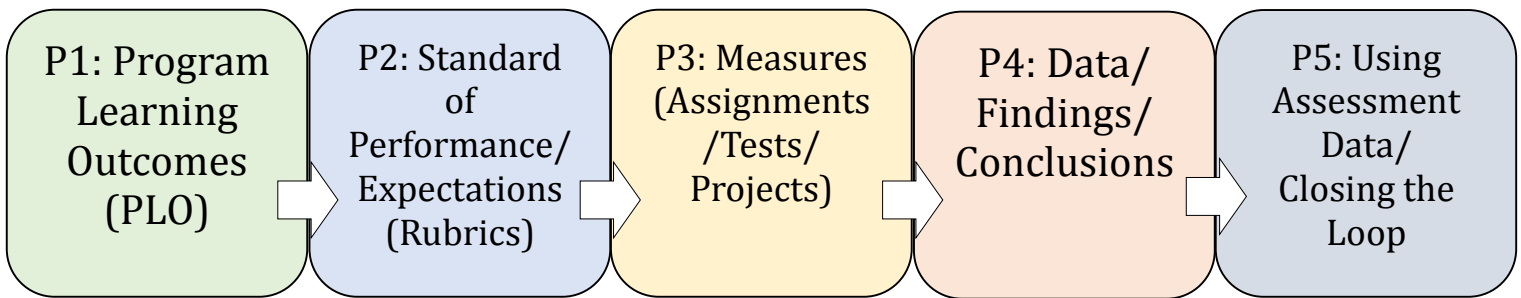 P1: Program
Learning
Outcomes
(PLO)
P2: Standard
of
Performance/
Expectations
(Rubrics)
P3: Measures
(Assignments
/Tests/
Projects)
P4: Data/
Findings/
Conclusions
P5: Using
Assessment
Data/
Closing the
Loop